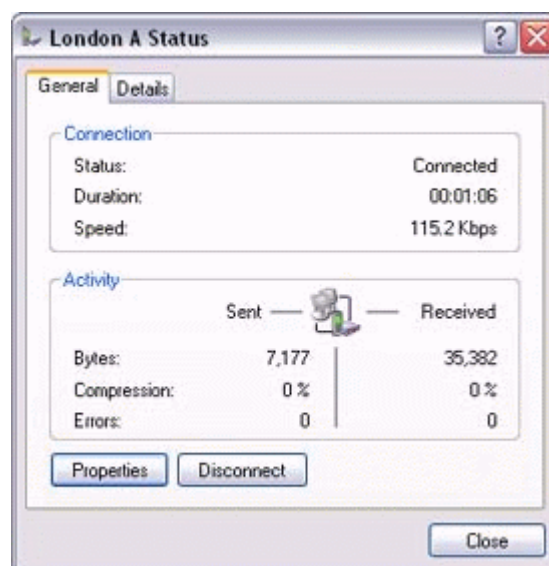 London A Status
General Details
Connection
Status: Connected
Duration: 00:01:06
Speed: 115.2 Kbps
Activity
Sent Received
Bytes: 7,177 35,382
Compression: 0 % 0 %
Errors: 0 0
Properties Disconnect
Close